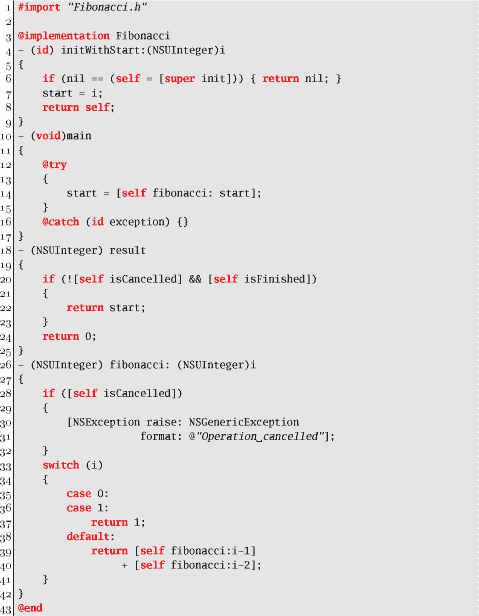 1 #import "Fibonacci.h"
2
3 @implementation Fibonacci
4 - (id) initWithStart:(NSUInteger)i
5 {
6     if (nil == (self = [super init])) { return nil; }
7     start = i;
8     return self;
9 }
10 - (void)main
11 {
12     @try
13     {
14         start = [self fibonacci: start];
15     }
16     @catch (id exception) {}
17 }
18 - (NSUInteger) result
19 {
20     if (![self isCancelled] && [self isFinished])
21     {
22         return start;
23     }
24     return 0;
25 }
26 - (NSUInteger) fibonacci: (NSUInteger)i
27 {
28     if ([self isCancelled])
29     {
30         [NSException raise: NSGenericException
31                     format: @"Operation␣cancelled"];
32     }
33     switch (i)
34     {
35         case 0:
36         case 1:
37             return 1;
38         default:
39             return [self fibonacci:i-1]
40                  + [self fibonacci:i-2];
41     }
42 }
43 @end